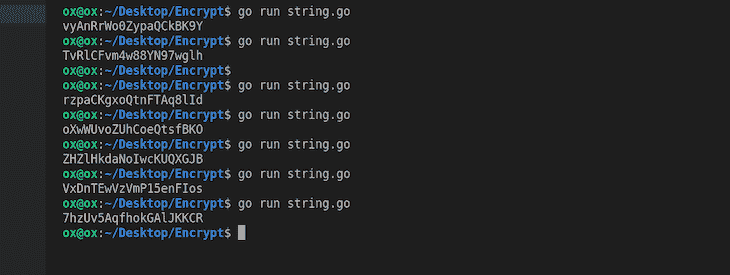 ox@ox:~/Desktop/Encrypt$ go run string.go
vyAnRrWo0ZypaQCkBK9Y
ox@ox:~/Desktop/Encrypt$ go run string.go
TvRlCFvm4w88YN97wglh
ox@ox:~/Desktop/Encrypt$
ox@ox:~/Desktop/Encrypt$ go run string.go
rzpaCKgxoQtnFTAq8lId
ox@ox:~/Desktop/Encrypt$ go run string.go
oXwWUvoZUhCoeQtsfBKO
ox@ox:~/Desktop/Encrypt$ go run string.go
ZHZlHkdaNoIwcKUQXGJB
ox@ox:~/Desktop/Encrypt$ go run string.go
VxDnTEwVzVmP15enFIos
ox@ox:~/Desktop/Encrypt$ go run string.go
7hzUv5AqfhokGAlJKKCR
ox@ox:~/Desktop/Encrypt$